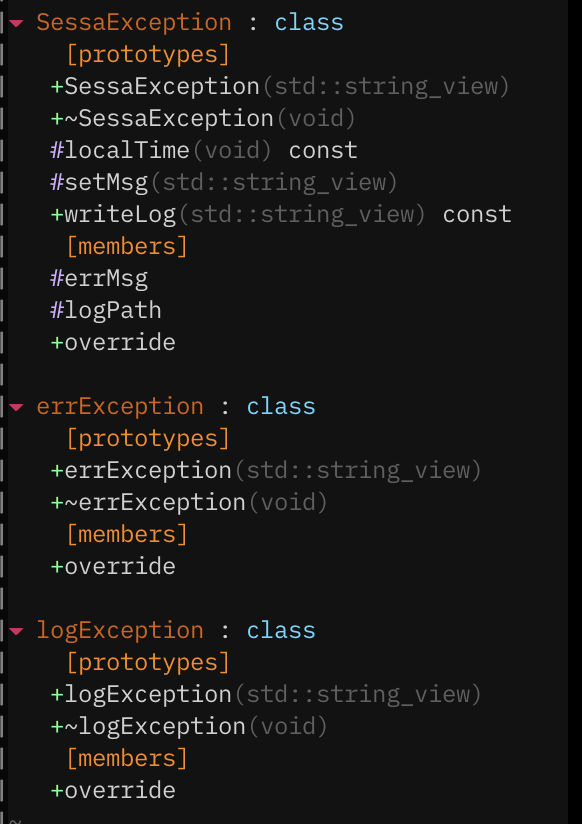 ▼ SessaException : class
[prototypes]
+SessaException(std::string_view)
+~SessaException(void)
#localTime(void) const
#setMsg(std::string_view)
+writeLog(std::string_view) const
[members]
#errMsg
#logPath
+override
▼ errException : class
[prototypes]
+errException(std::string_view)
+~errException(void)
[members]
+override
▼ logException : class
[prototypes]
+logException(std::string_view)
+~logException(void)
[members]
+override
~